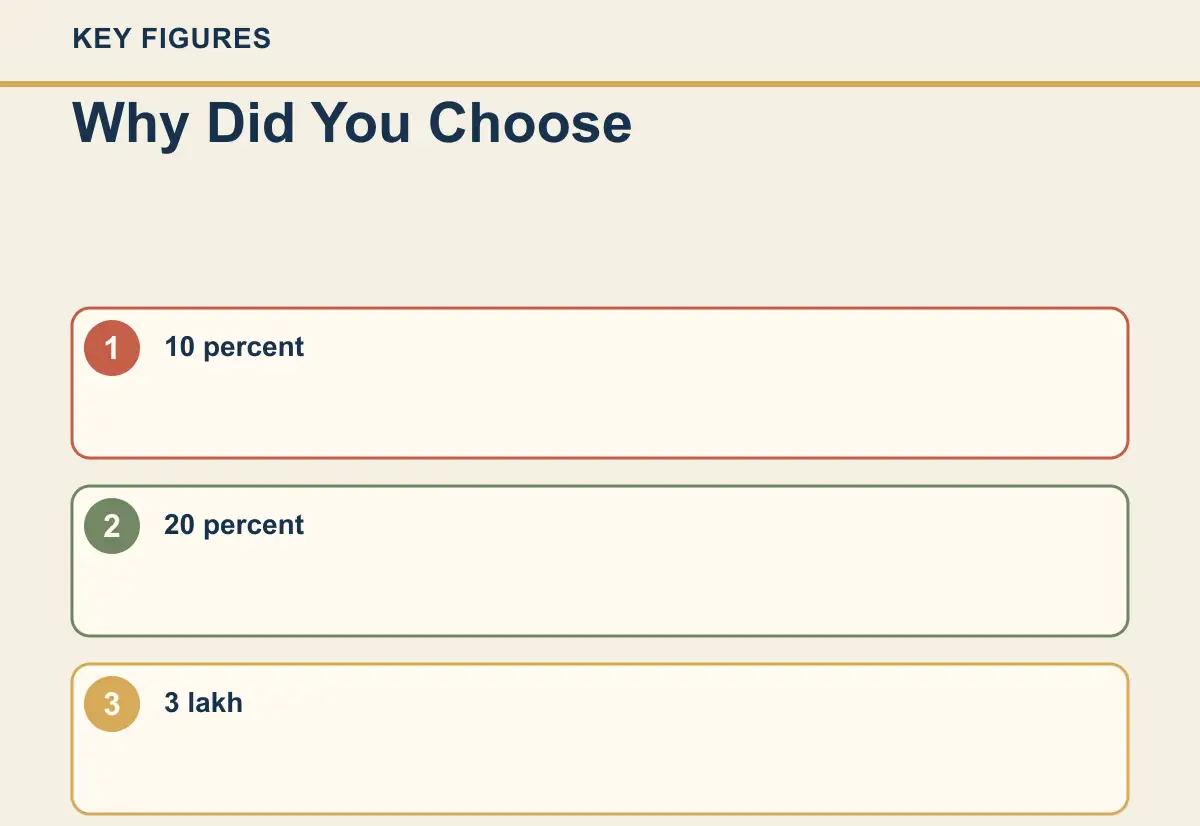 KEY FIGURES
Why Did You Choose
1 10 percent
2 20 percent
3 3 lakh